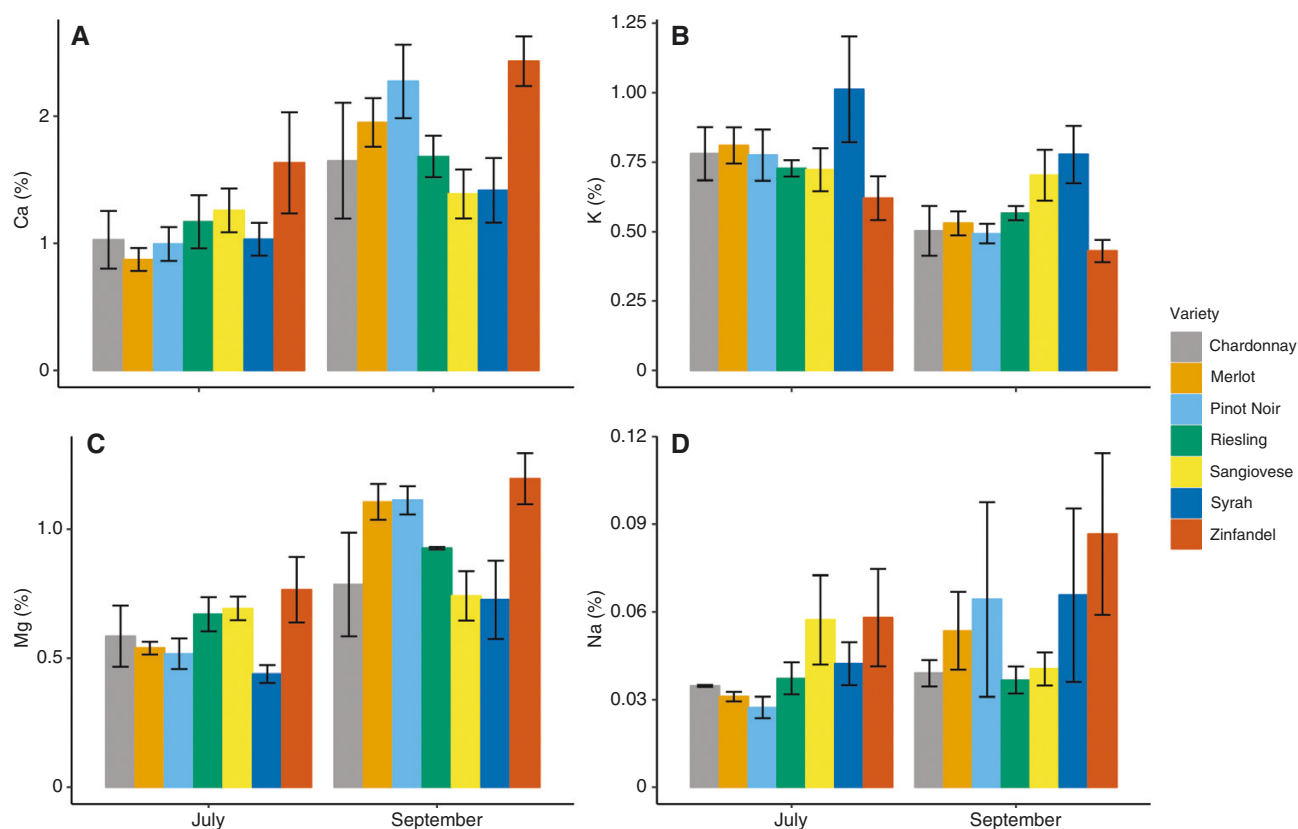 A
Ca (%)
2
1
0
B
K (%)
1.25
1.00
0.75
0.50
0.25
0
C
Mg (%)
1.0
0.5
0
July
September
D
Na (%)
0.12
0.09
0.06
0.03
0
July
September
Variety
Chardonnay
Merlot
Pinot Noir
Riesling
Sangiovese
Syrah
Zinfandel